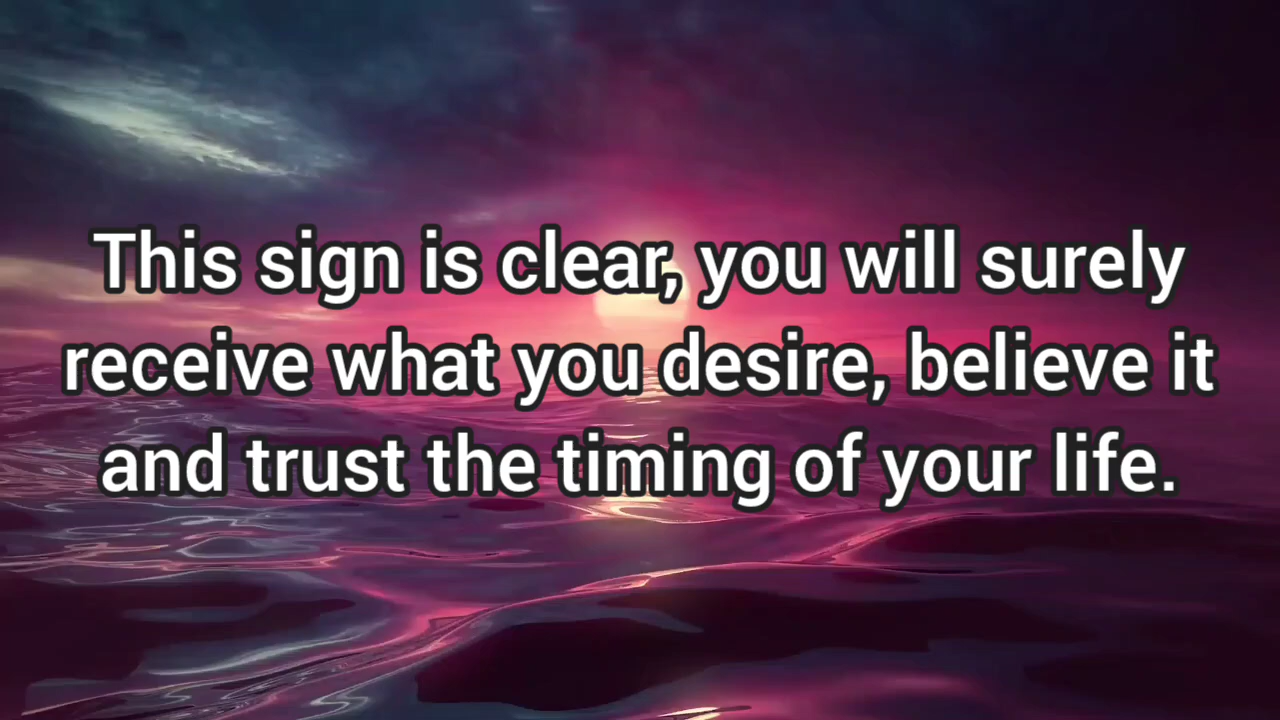 This sign is clear, you will surely
receive what you desire, believe it
and trust the timing of your life.